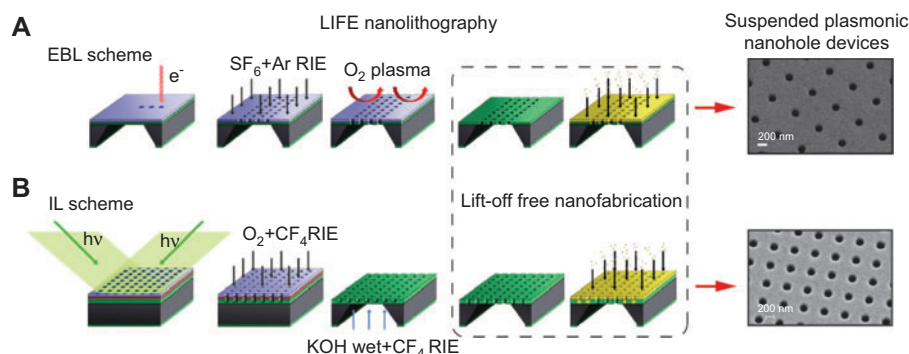 LIFE nanolithography
Suspended plasmonic
nanohole devices
A
EBL scheme
e-
SF6+Ar RIE
O2 plasma
200 nm
B
IL scheme
hν
hν
O2+CF4RIE
KOH wet+CF4 RIE
Lift-off free nanofabrication
200 nm